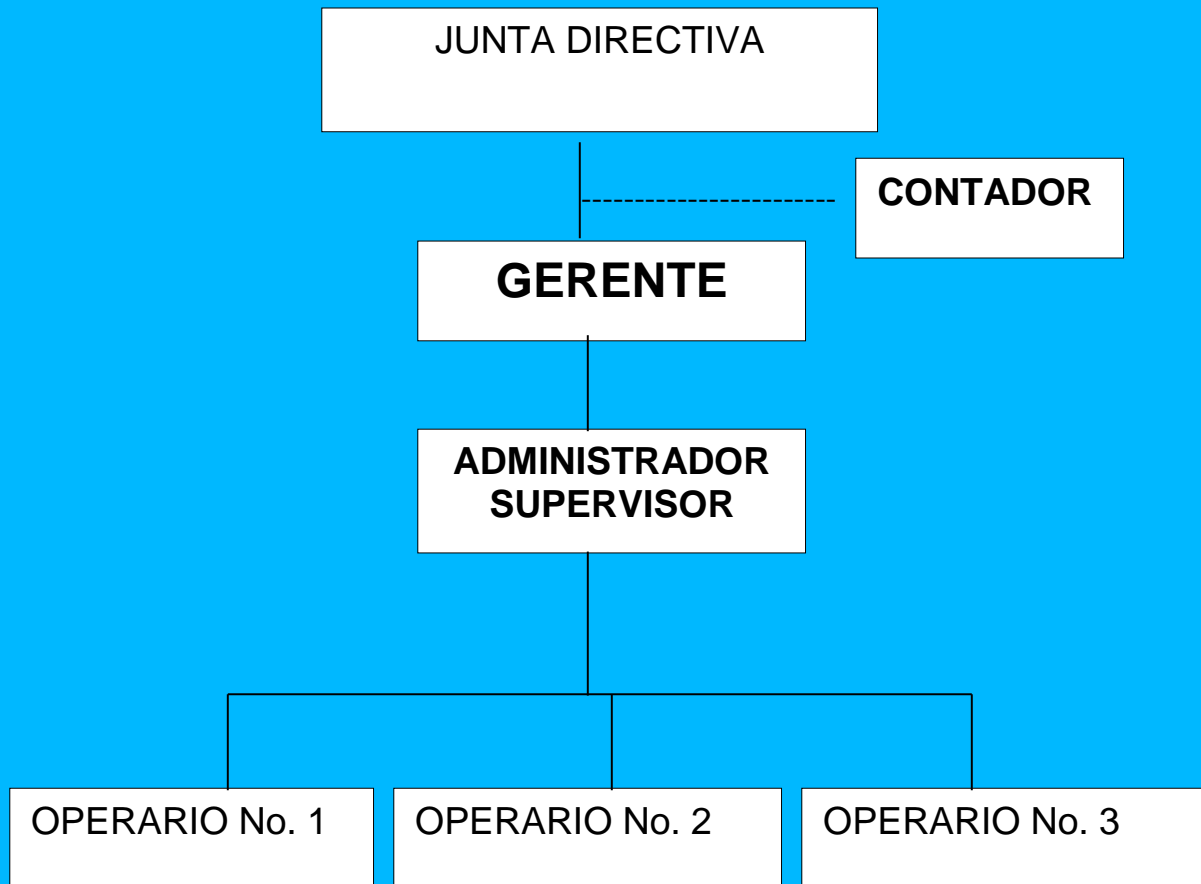 JUNTA DIRECTIVA
CONTADOR
GERENTE
ADMINISTRADOR
SUPERVISOR
OPERARIO No. 1
OPERARIO No. 2
OPERARIO No. 3